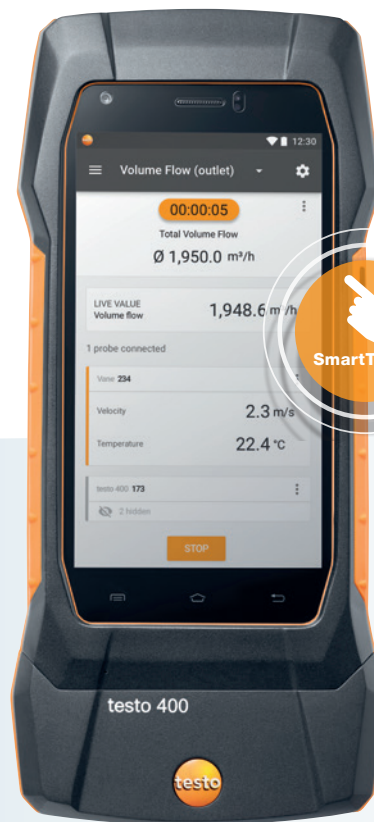 12:30
Volume Flow (outlet)
00:00:05
Total Volume Flow
Ø 1,950.0 m³/h
LIVE VALUE
Volume flow
1,948.6 m³/h
1 probe connected
SmartT
Vane 234
Velocity 2.3 m/s
Temperature 22.4 °C
testo 400 173
2 hidden
STOP
testo 400
testo